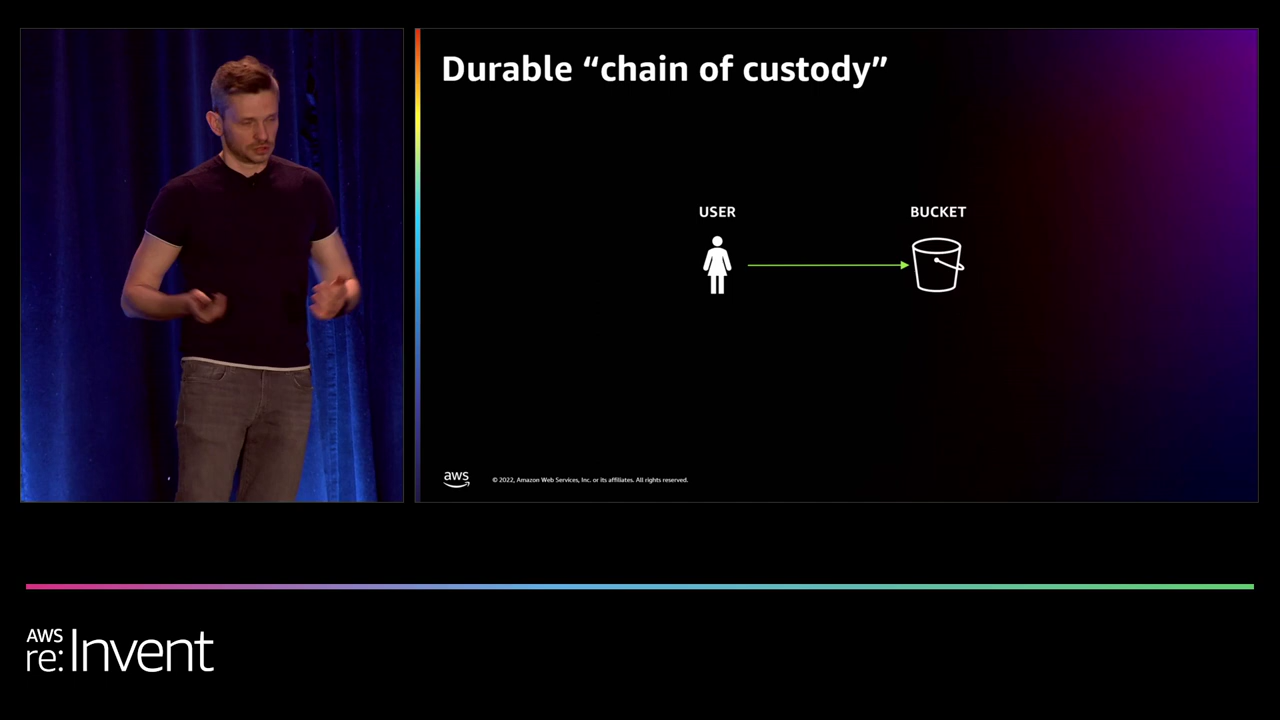 Durable “chain of custody”
USER
BUCKET
aws
© 2022, Amazon Web Services, Inc. or its affiliates. All rights reserved.
AWS
re:Invent